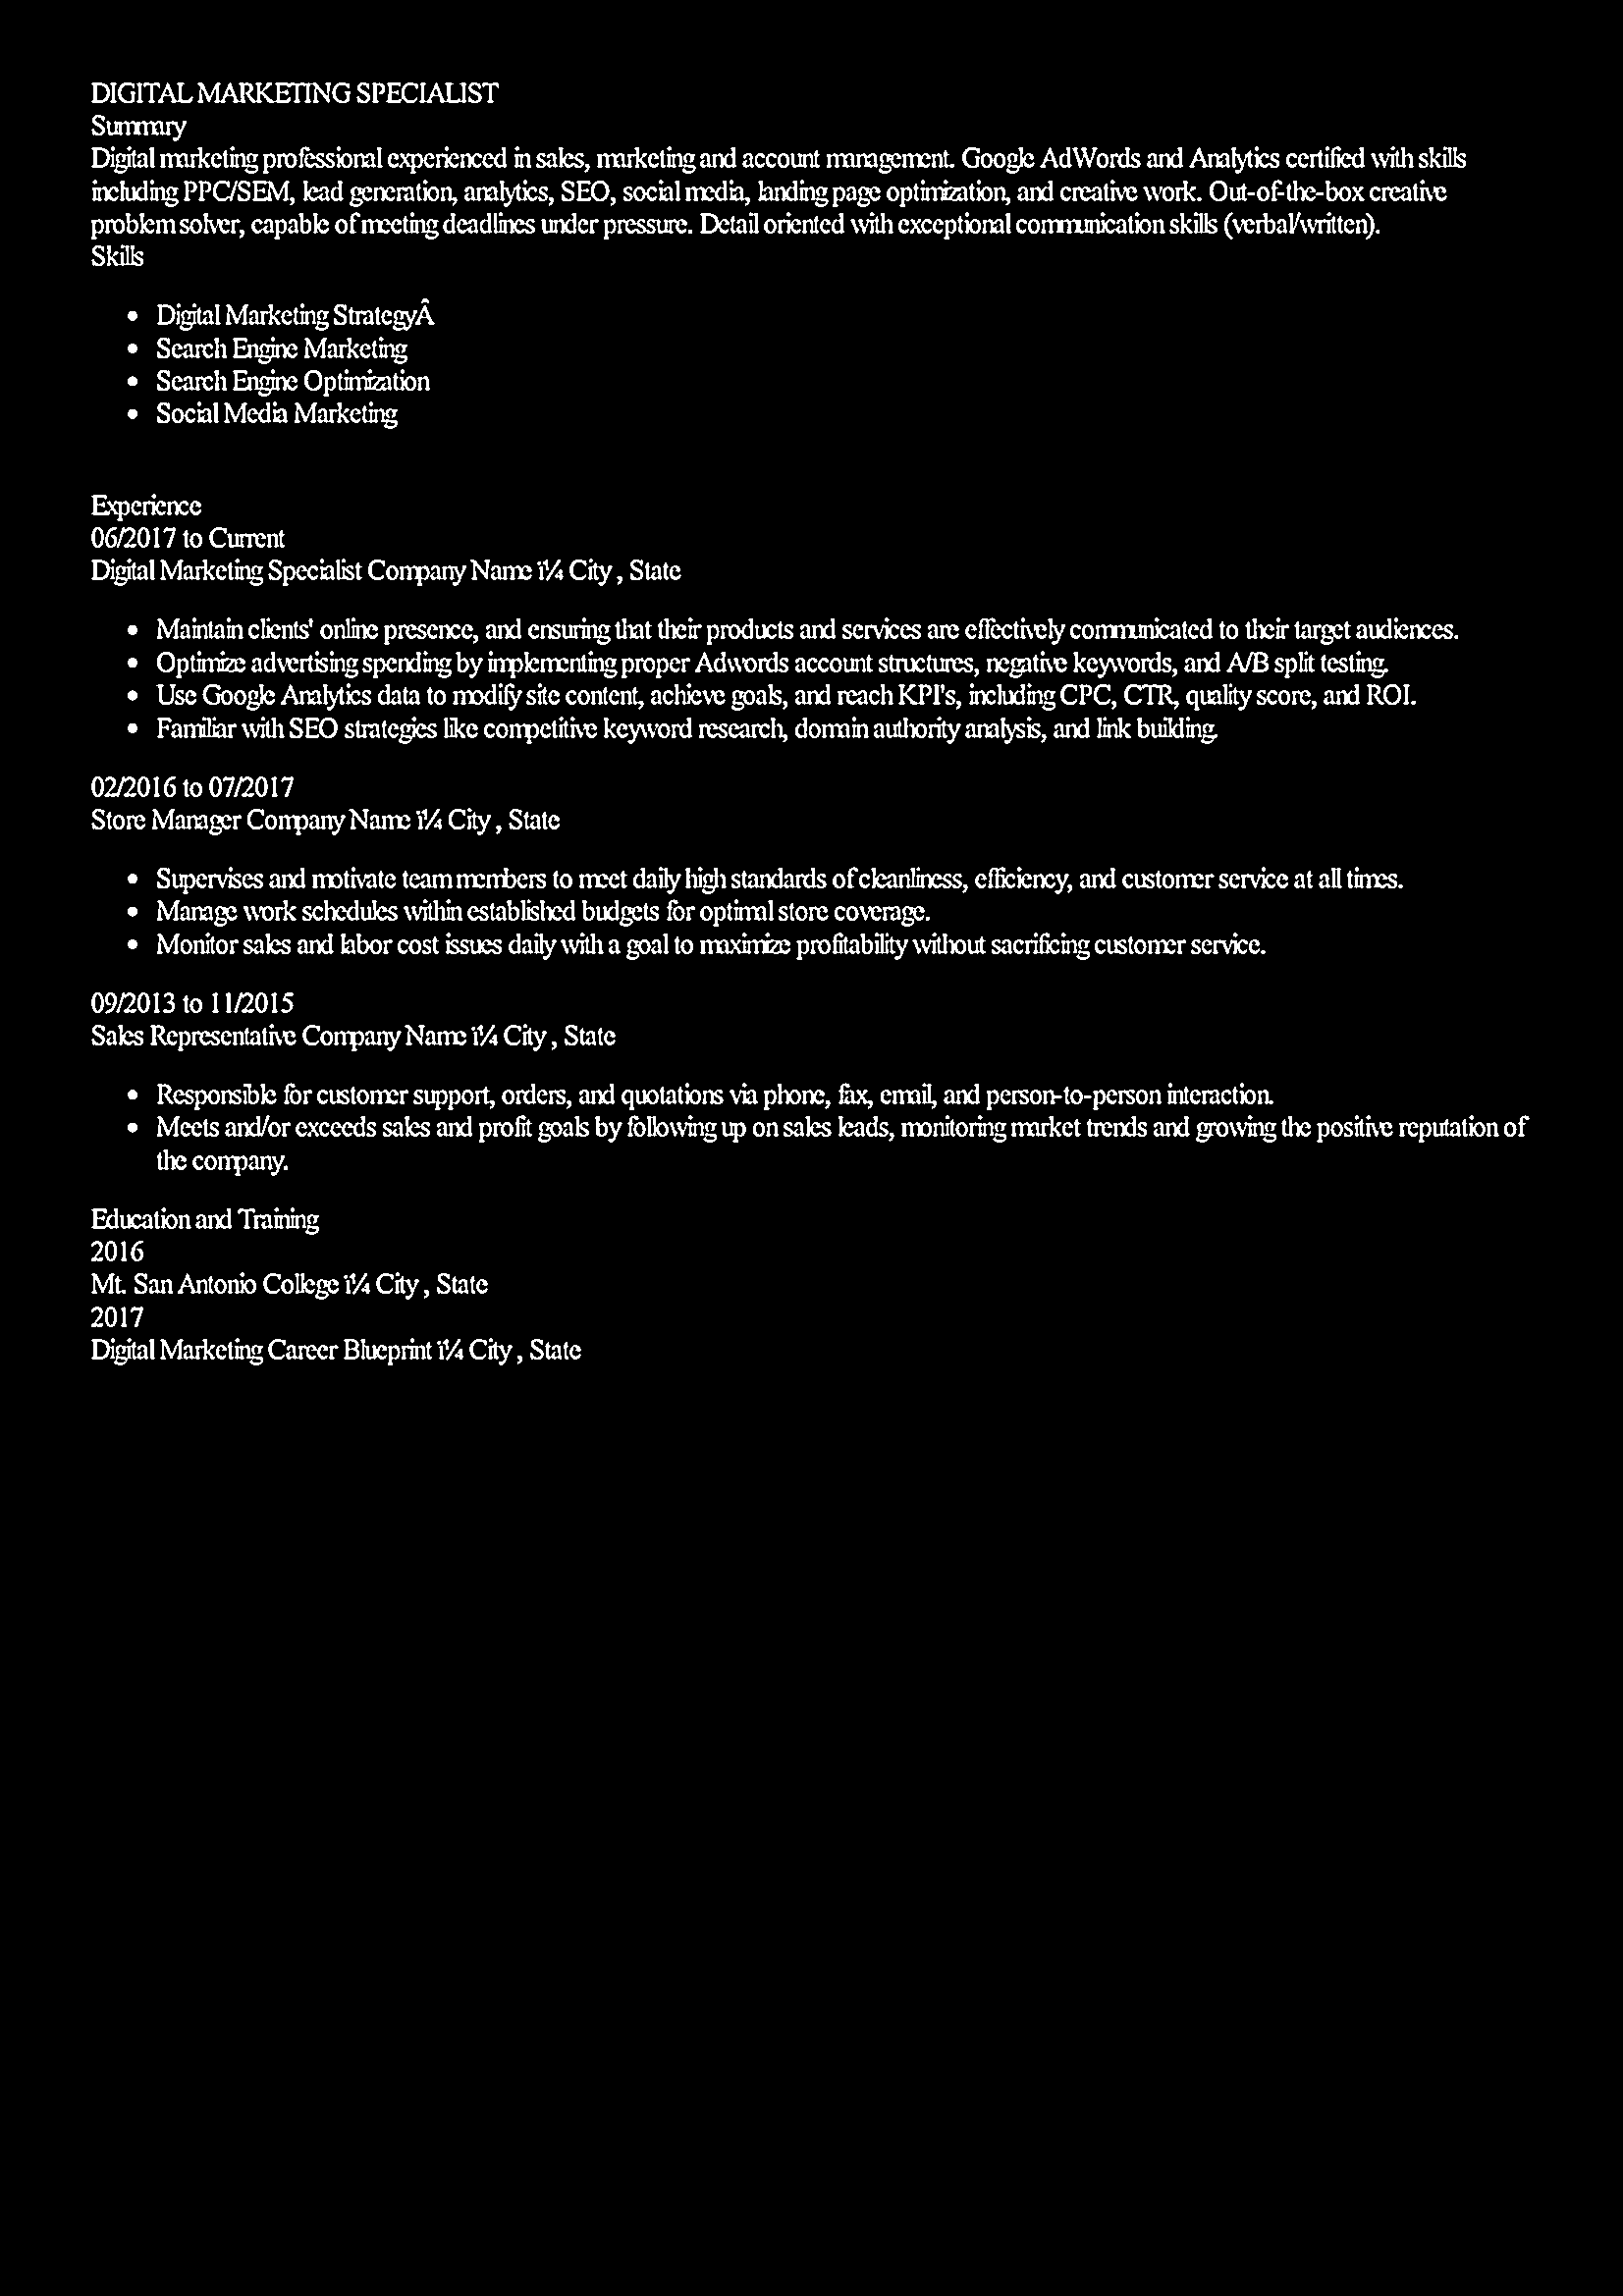 DIGITAL MARKETING SPECIALIST
Summary
Digital marketing professional experienced in sales, marketing and account management. Google AdWords and Analytics certified with skills
including PPC/SEM, lead generation, analytics, SEO, social media, landing page optimization, and creative work. Out-of-the-box creative
problem solver, capable of meeting deadlines under pressure. Detail oriented with exceptional communication skills (verbal/written).
Skills
• Digital Marketing StrategyÂ
• Search Engine Marketing
• Search Engine Optimization
• Social Media Marketing
Experience
06/2017 to Current
Digital Marketing Specialist Company Name ï¼ City , State
• Maintain clients' online presence, and ensuring that their products and services are effectively communicated to their target audiences.
• Optimize advertising spending by implementing proper Adwords account structures, negative keywords, and A/B split testing.
• Use Google Analytics data to modify site content, achieve goals, and reach KPI's, including CPC, CTR, quality score, and ROI.
• Familiar with SEO strategies like competitive keyword research, domain authority analysis, and link building.
02/2016 to 07/2017
Store Manager Company Name ï¼ City , State
• Supervises and motivate team members to meet daily high standards of cleanliness, efficiency, and customer service at all times.
• Manage work schedules within established budgets for optimal store coverage.
• Monitor sales and labor cost issues daily with a goal to maximize profitability without sacrificing customer service.
09/2013 to 11/2015
Sales Representative Company Name ï¼ City , State
• Responsible for customer support, orders, and quotations via phone, fax, email, and person-to-person interaction.
• Meets and/or exceeds sales and profit goals by following up on sales leads, monitoring market trends and growing the positive reputation of
the company.
Education and Training
2016
Mt. San Antonio College ï¼ City , State
2017
Digital Marketing Career Blueprint ï¼ City , State